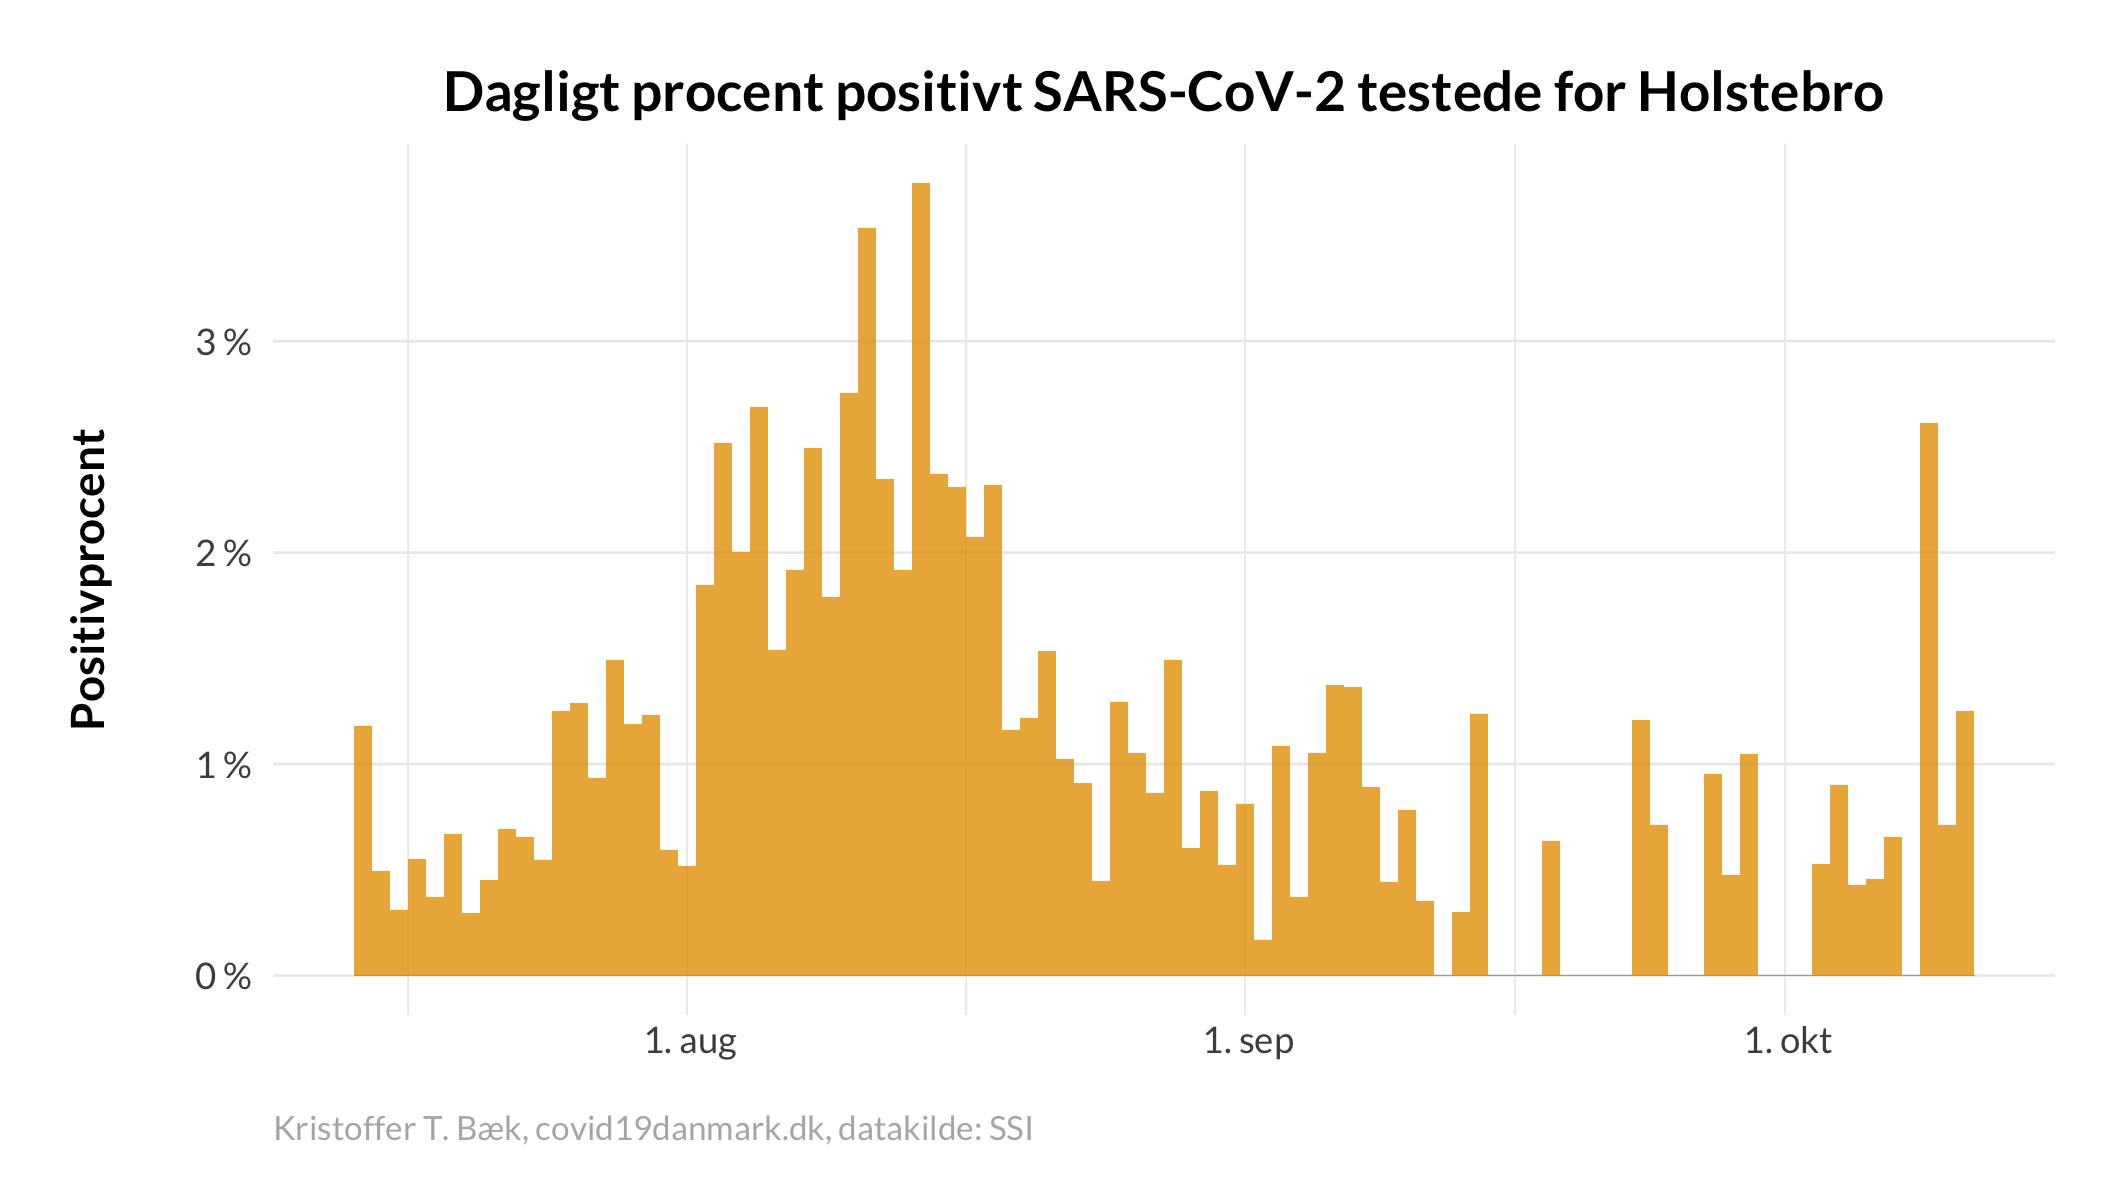 Dagligt procent positivt SARS-CoV-2 testede for Holstebro
Positivprocent
3 %
2 %
1 %
0 %
1. aug
1. sep
1. okt
Kristoffer T. Bæk, covid19danmark.dk, datakilde: SSI